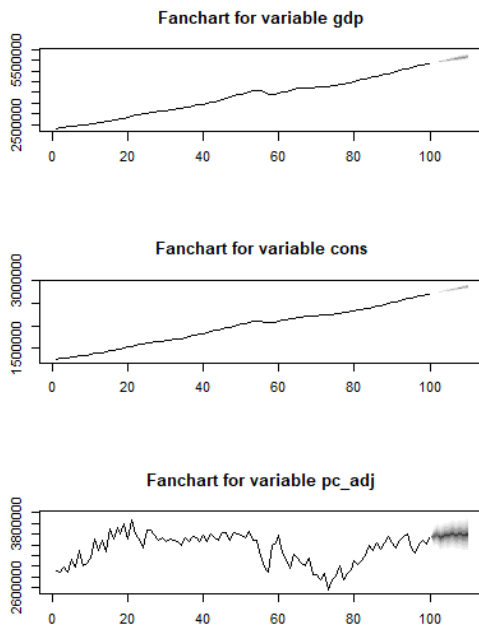 Fanchart for variable gdp
5500000
2500000
0 20 40 60 80 100
Fanchart for variable cons
3000000
1500000
0 20 40 60 80 100
Fanchart for variable pc_adj
3800000
2600000
0 20 40 60 80 100